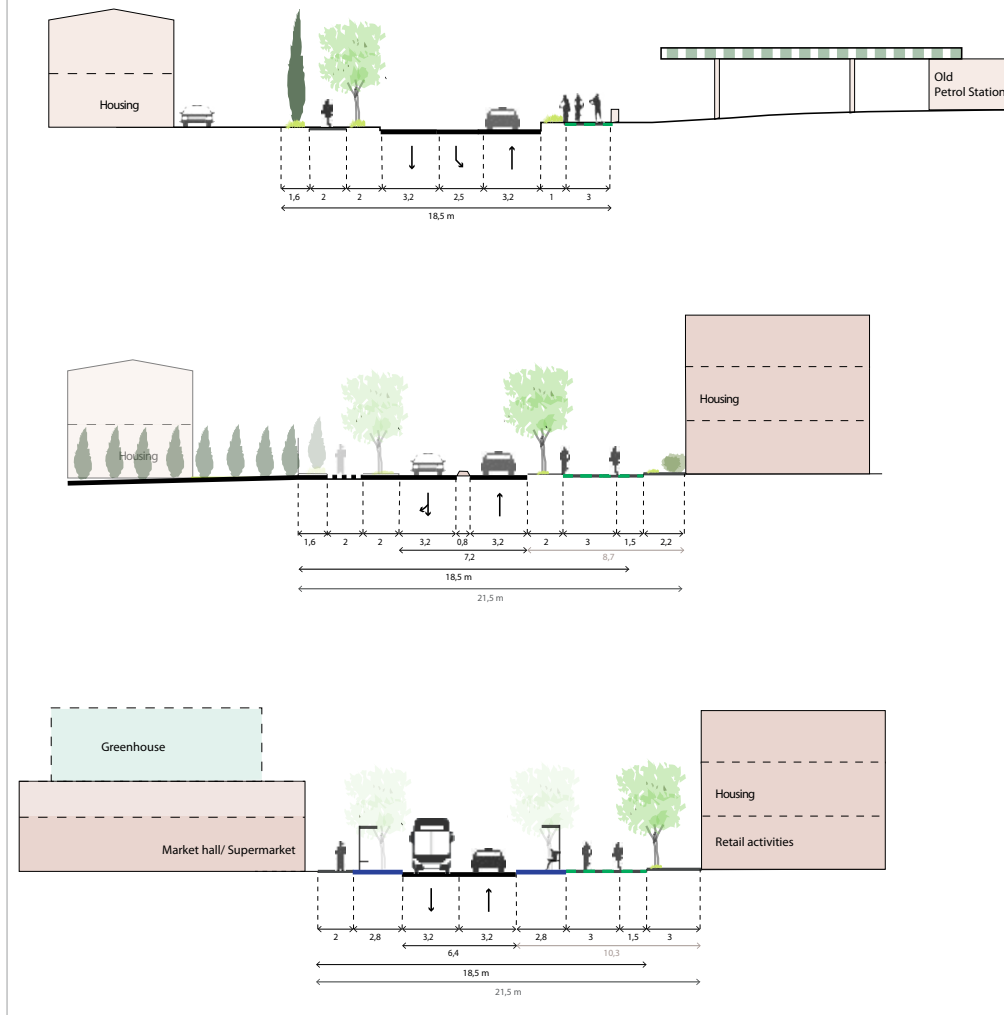 Housing
Old
Petrol Station
1,6 2 2 3,2 2,5 3,2 1 3
18,5 m
Housing
Housing
1,6 2 2 3,2 0,8 3,2 2 3 1,5 2,2
7,2 8,7
18,5 m
21,5 m
Greenhouse
Market hall/ Supermarket
Housing
Retail activities
2 2,8 3,2 3,2 2,8 3 1,5 3
6,4 10,3
18,5 m
21,5 m